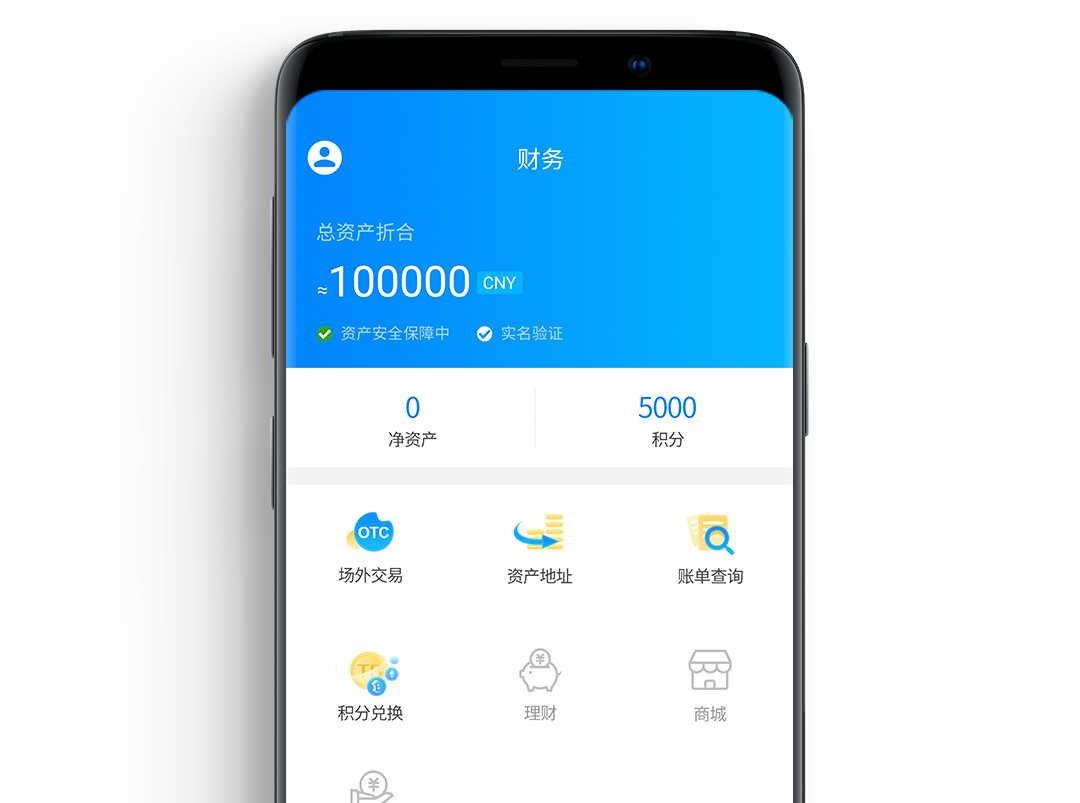 财务
总资产折合
≈100000 CNY
资产安全保障中 实名验证
0 5000
净资产 积分
OTC
场外交易 资产地址 账单查询
¥
积分兑换 理财 商城
¥